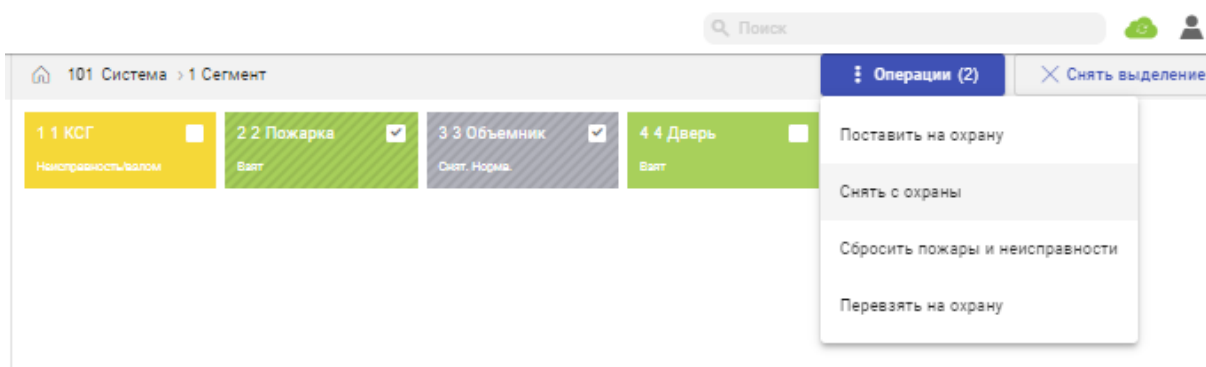 Поиск
101 Система > 1 Сегмент
Операции (2)
Снять выделение
1 1 КСГ
Неисправность/взлом
2 2 Пожарка
Взят
3 3 Объемник
Снят. Норма.
4 4 Дверь
Взят
Поставить на охрану
Снять с охраны
Сбросить пожары и неисправности
Перевзять на охрану